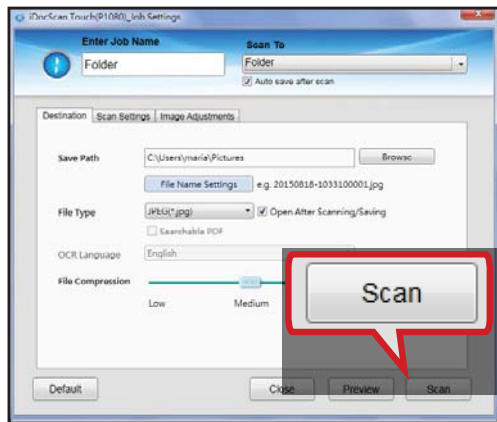 iDocScan Touch(P1080)_Job Settings
Enter Job Name
Scan To
Folder
Folder
Auto save after scan
Destination Scan Settings Image Adjustments
Save Path C:\Users\maria\Pictures Browse
File Name Settings e.g. 20150818-1033100001.jpg
File Type JPEG(*.jpg) Open After Scanning/Saving
Searchable PDF
OCR Language English
File Compression
Low Medium
Scan
Default Close Preview Scan